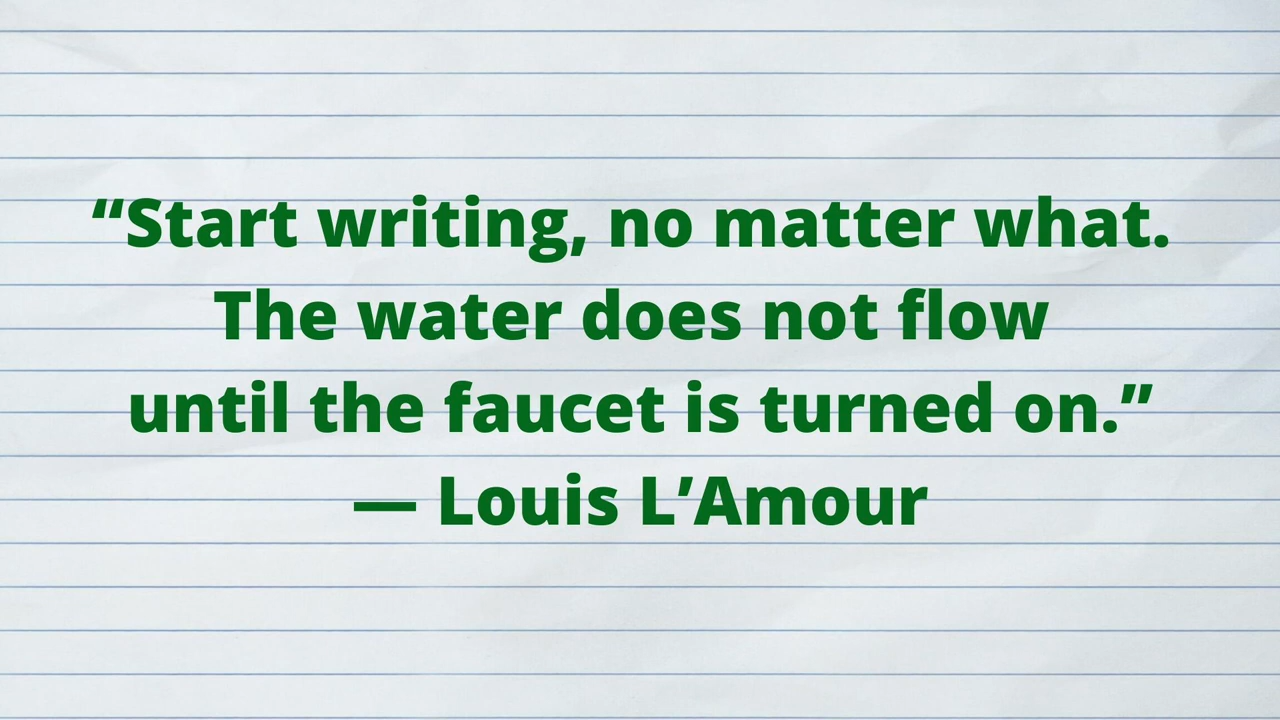 “Start writing, no matter what.
The water does not flow
until the faucet is turned on.”
— Louis L’Amour